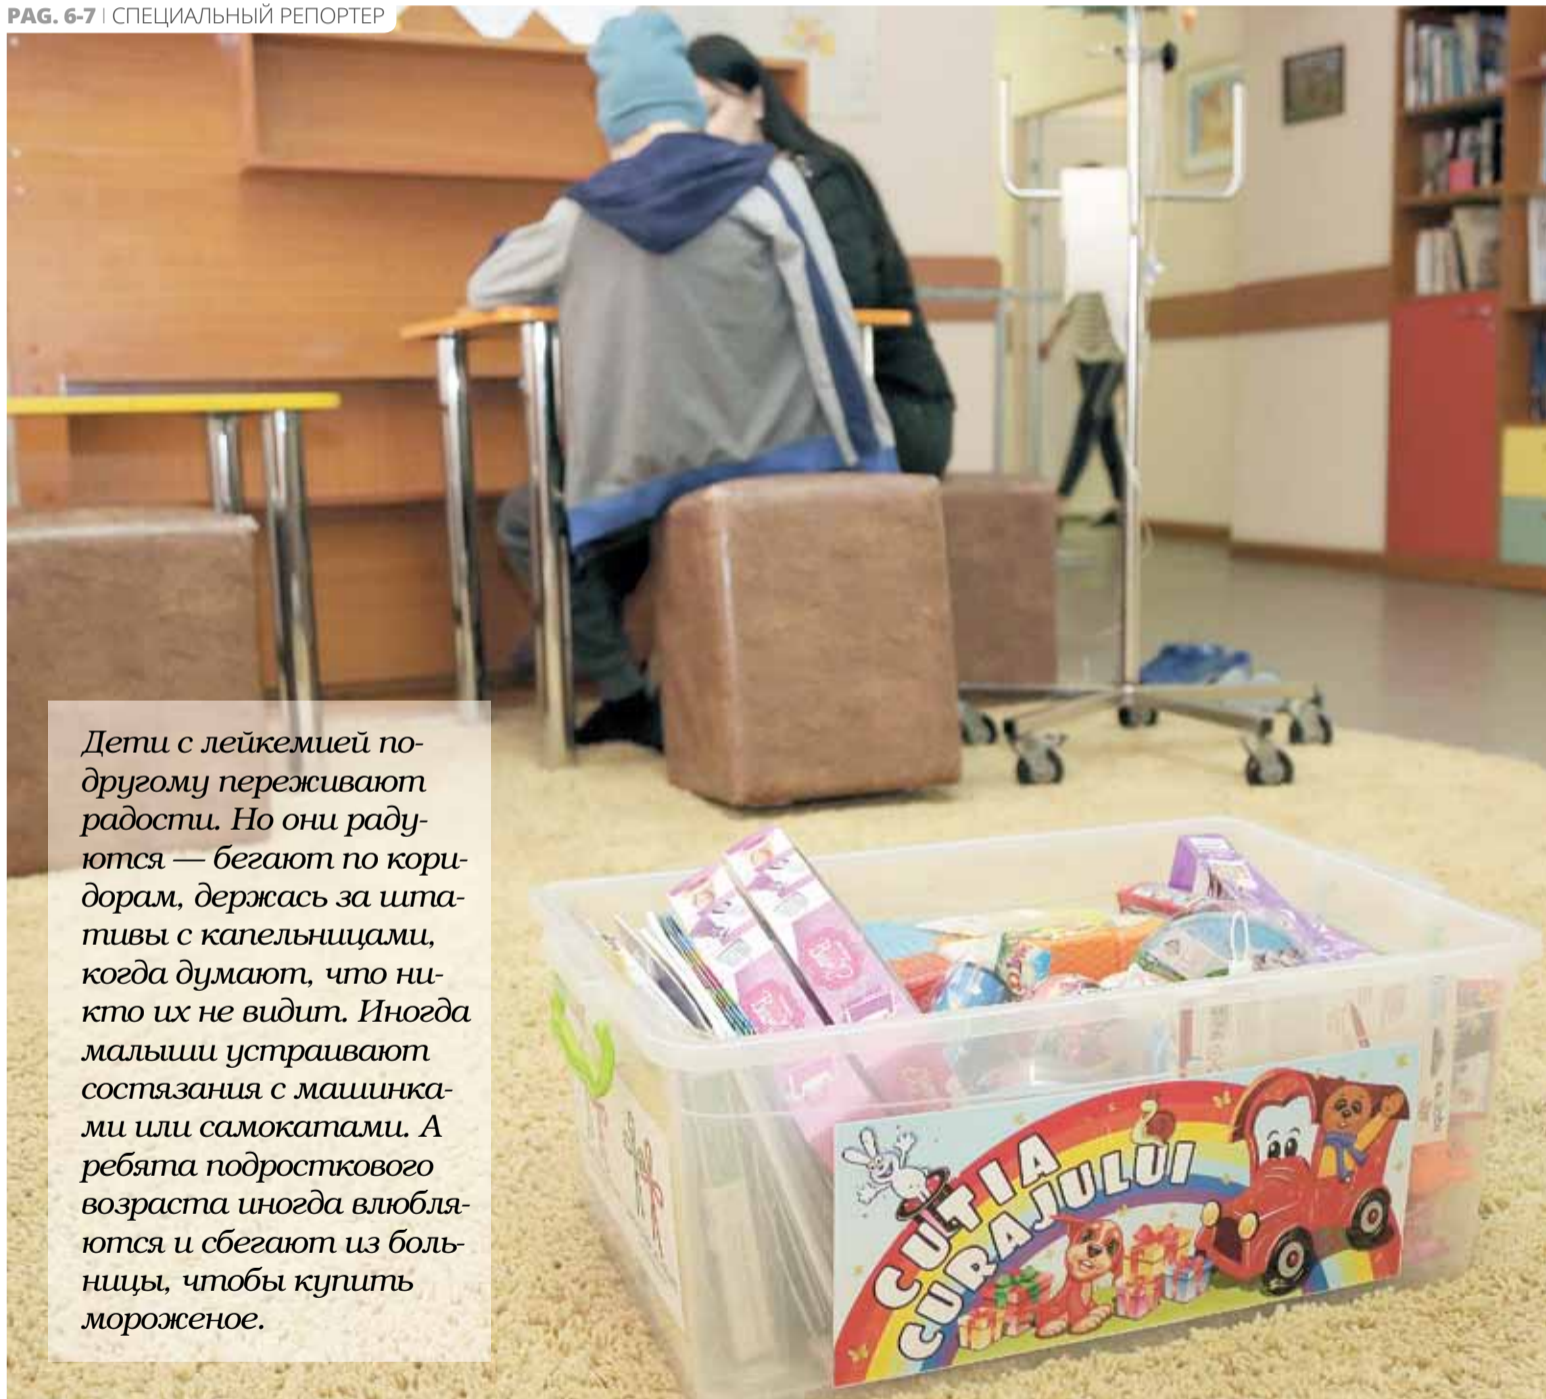 PAG. 6-7 | СПЕЦИАЛЬНЫЙ РЕПОРТЕР
Дети с лейкемией по-
другому переживают
радости. Но они раду-
ются — бегают по кори-
дорам, держась за шта-
тивы с капельницами,
когда думают, что ни-
кто их не видит. Иногда
малыши устраивают
состязания с машинка-
ми или самокатами. А
ребята подросткового
возраста иногда влюбля-
ются и сбегают из боль-
ницы, чтобы купить
мороженое.
CUTIA
CURAJULUI